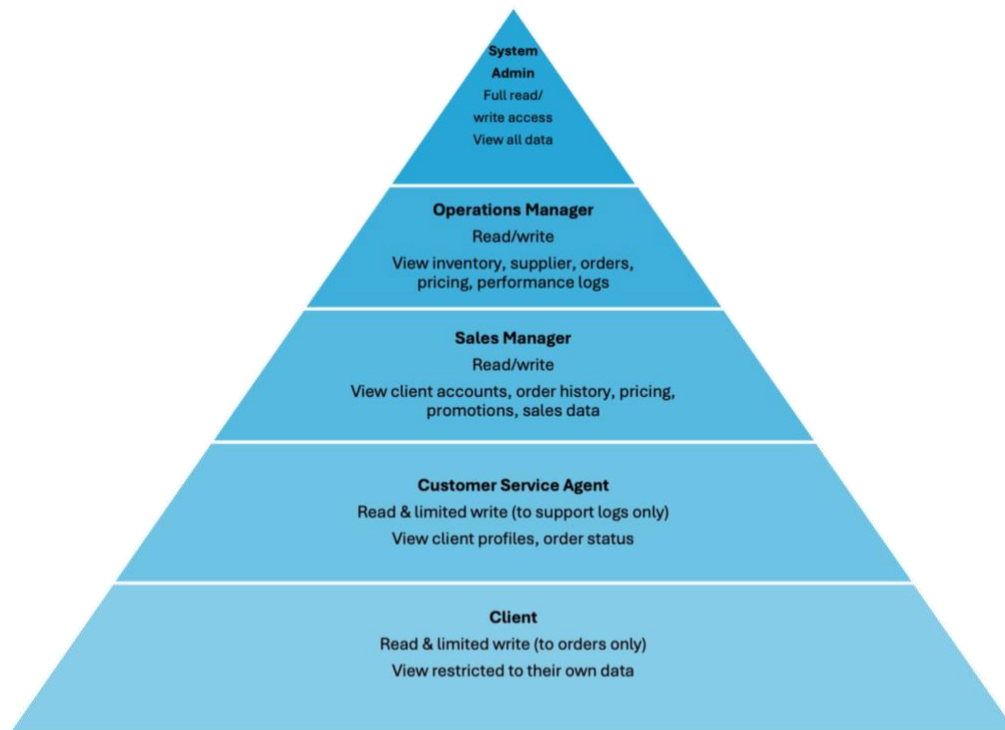 System
Admin
Full read/
write access
View all data
Operations Manager
Read/write
View inventory, supplier, orders,
pricing, performance logs
Sales Manager
Read/write
View client accounts, order history, pricing,
promotions, sales data
Customer Service Agent
Read & limited write (to support logs only)
View client profiles, order status
Client
Read & limited write (to orders only)
View restricted to their own data